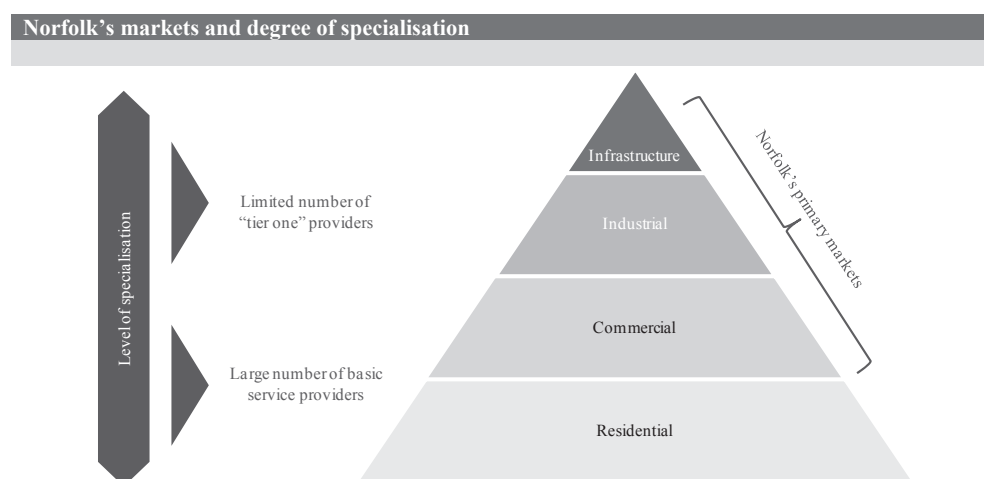 Norfolk’s markets and degree of specialisation
Level of specialisation
Limited number of
“tier one” providers
Large number of basic
service providers
Infrastructure
Industrial
Commercial
Residential
Norfolk’s primary markets